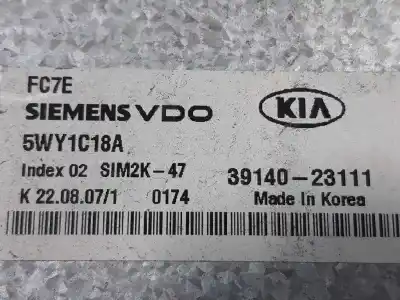 FC7E
SIEMENS VDO KIA
5WY1C18A
Index 02 SIM2K-47 39140-23111
K 22.08.07/1 0174 Made In Korea